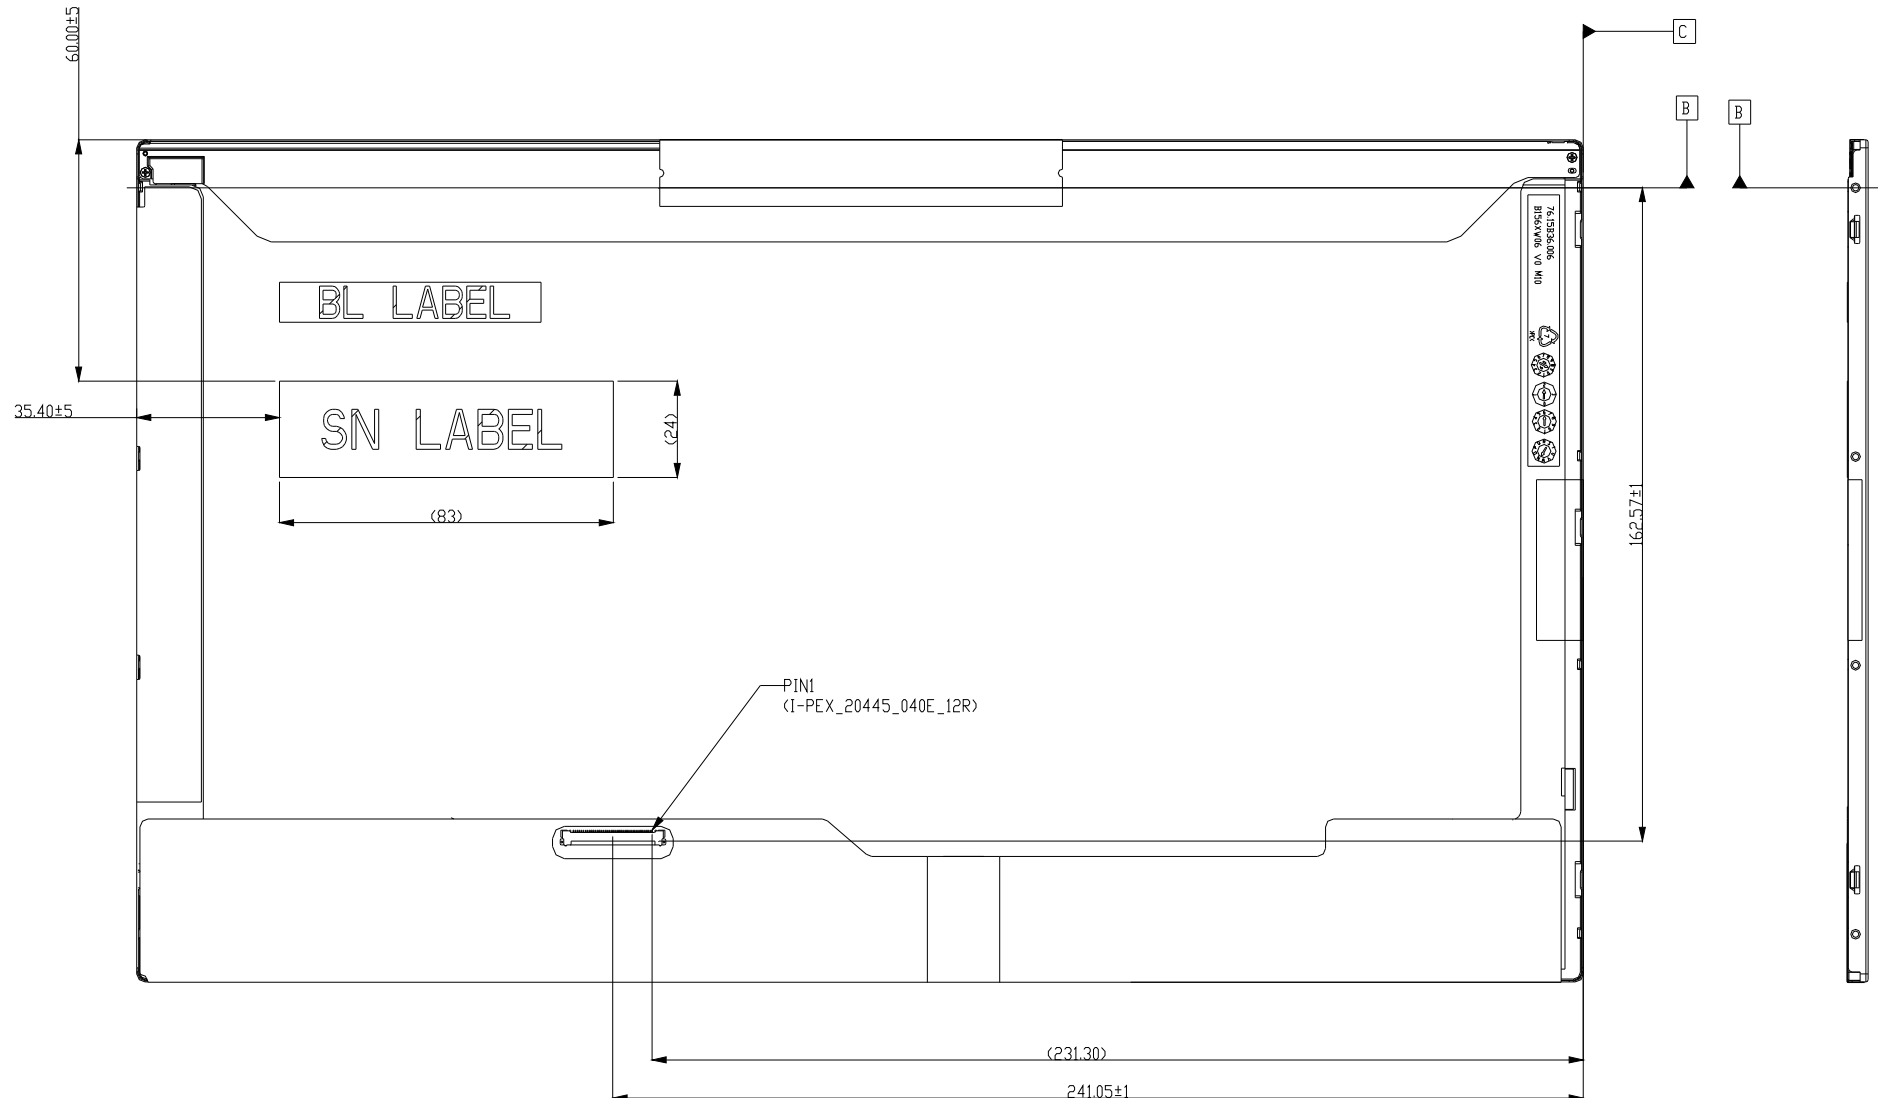 60.00±5
C
B
B
76.15B36.006
B156XW06 V0 M10
BL LABEL
35.40±5
SN LABEL
(24)
(83)
162.57±1
PIN1
(I-PEX_20445_040E_12R)
(231.30)
241.05±1